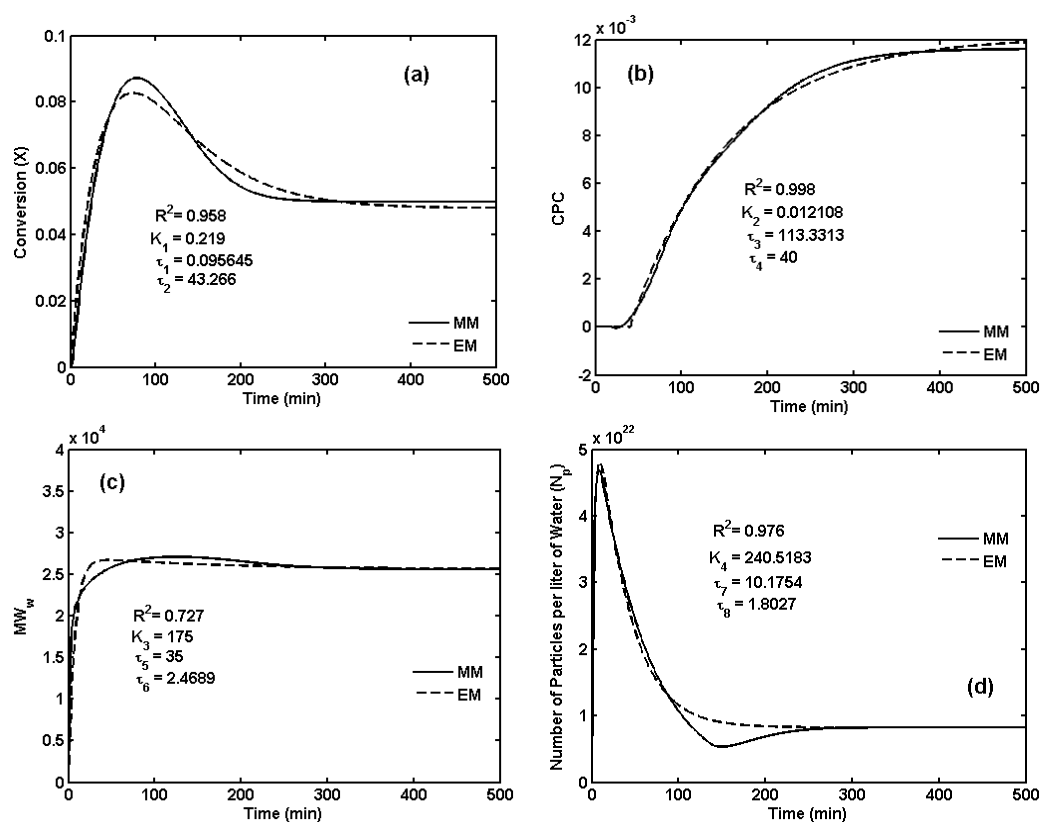 0.1
0.08
0.06
0.04
0.02
0
Conversion (X)
(a)
R² = 0.958
K₁ = 0.219
τ₁ = 0.095645
τ₂ = 43.266
MM
EM
0 100 200 300 400 500
Time (min)
x 10⁻³
12
10
8
6
4
2
0
-2
CPC
(b)
R² = 0.998
K₂ = 0.012108
τ₃ = 113.3313
τ₄ = 40
MM
EM
0 100 200 300 400 500
Time (min)
x 10⁴
4
3.5
3
2.5
2
1.5
1
0.5
0
MW_w
(c)
R² = 0.727
K₃ = 175
τ₅ = 35
τ₆ = 2.4689
MM
EM
0 100 200 300 400 500
Time (min)
x 10²²
5
4
3
2
1
0
Number of Particles per liter of Water (N_p)
R² = 0.976
K₄ = 240.5183
τ₇ = 10.1754
τ₈ = 1.8027
MM
EM
(d)
0 100 200 300 400 500
Time (min)